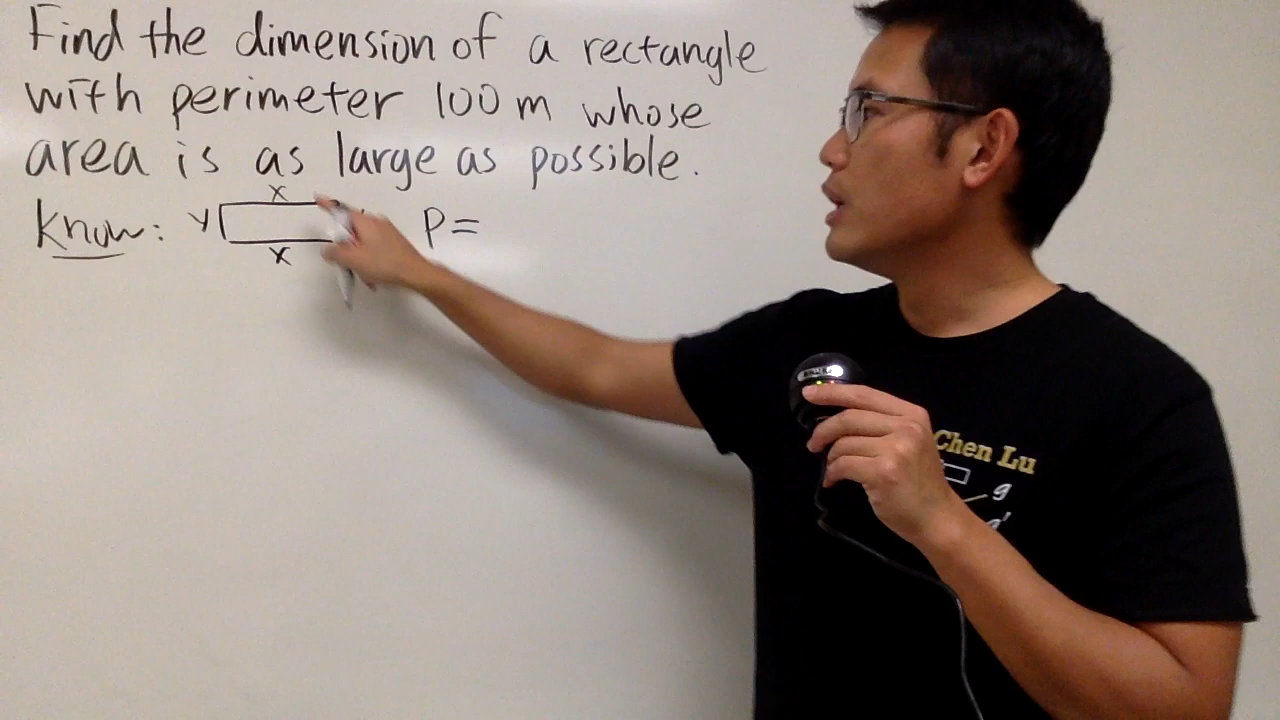 Find the dimension of a rectangle
with perimeter 100 m whose
area is as large as possible.
Know: y x x P=
Chen Lu
g